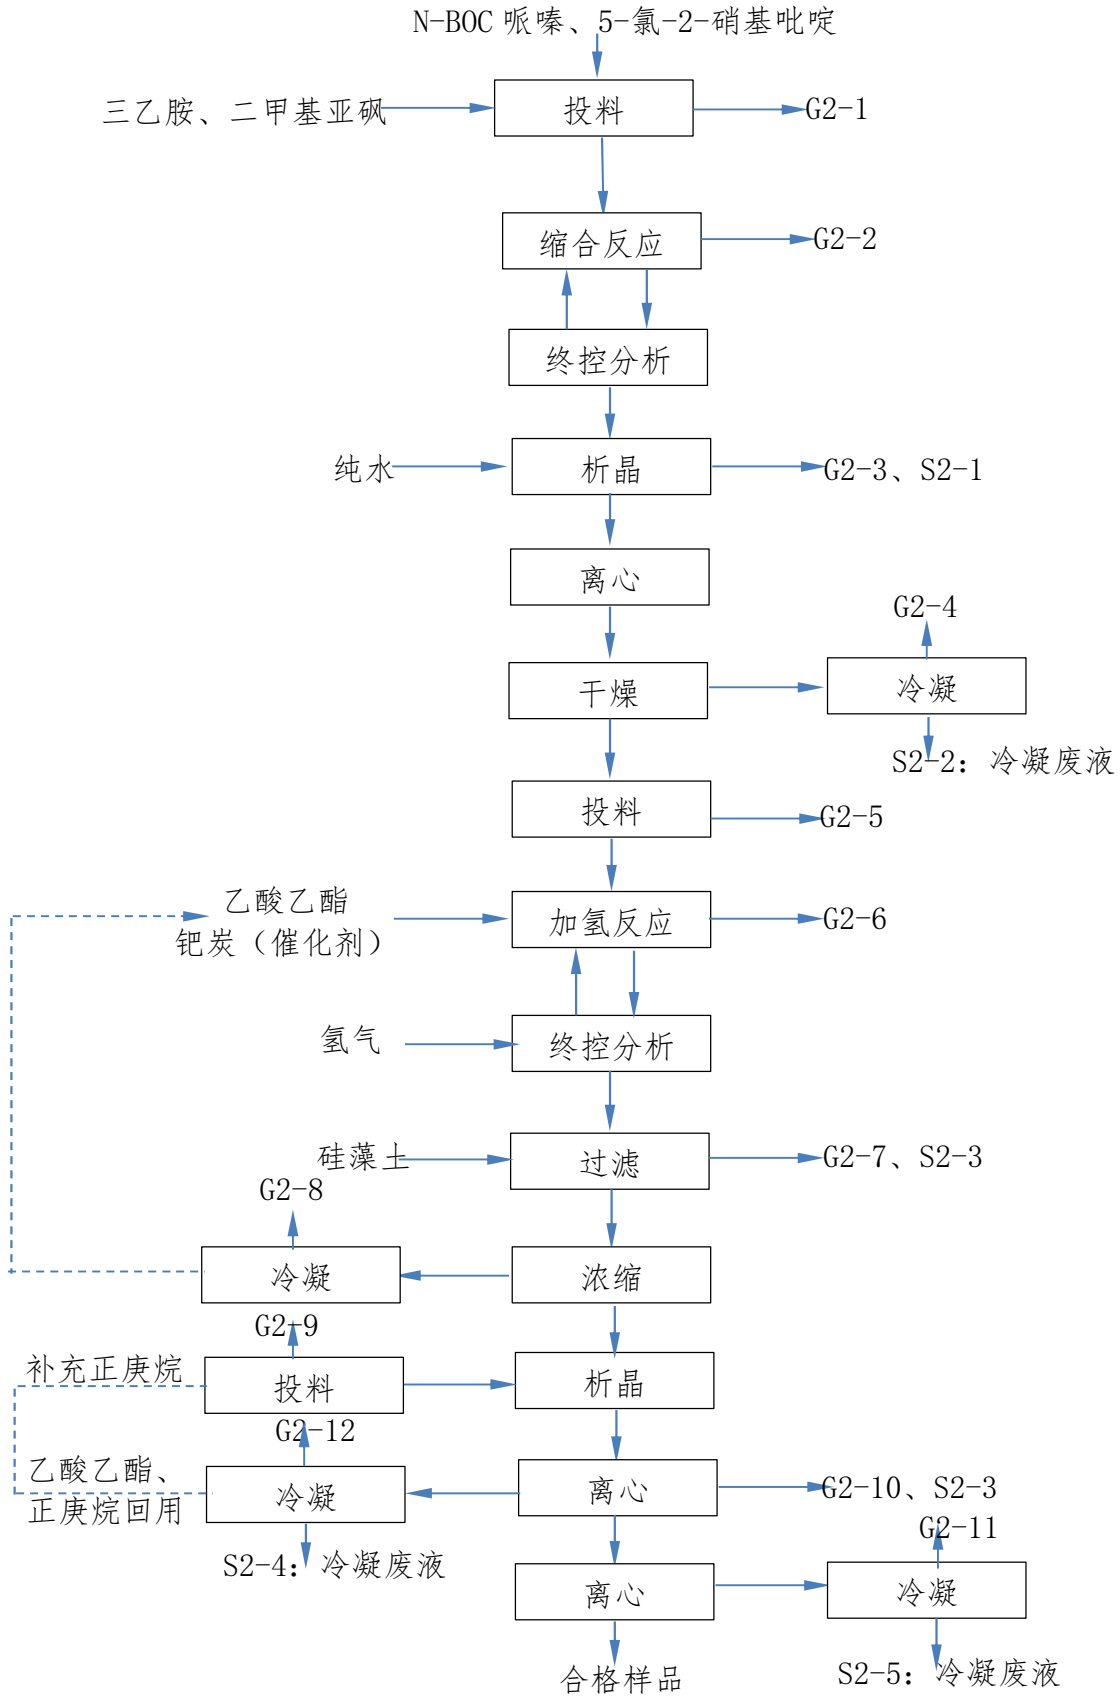 N-BOC 哌嗪、5-氯-2-硝基吡啶
三乙胺、二甲基亚砜
投料
G2-1
缩合反应
G2-2
终控分析
纯水
析晶
G2-3、S2-1
离心
G2-4
干燥
冷凝
S2-2: 冷凝废液
投料
G2-5
乙酸乙酯
钯炭（催化剂）
加氢反应
G2-6
氢气
终控分析
硅藻土
过滤
G2-7、S2-3
G2-8
冷凝
浓缩
G2-9
补充正庚烷
投料
析晶
G2-12
乙酸乙酯、
正庚烷回用
冷凝
离心
G2-10、S2-3
G2-11
S2-4: 冷凝废液
离心
冷凝
合格样品
S2-5: 冷凝废液